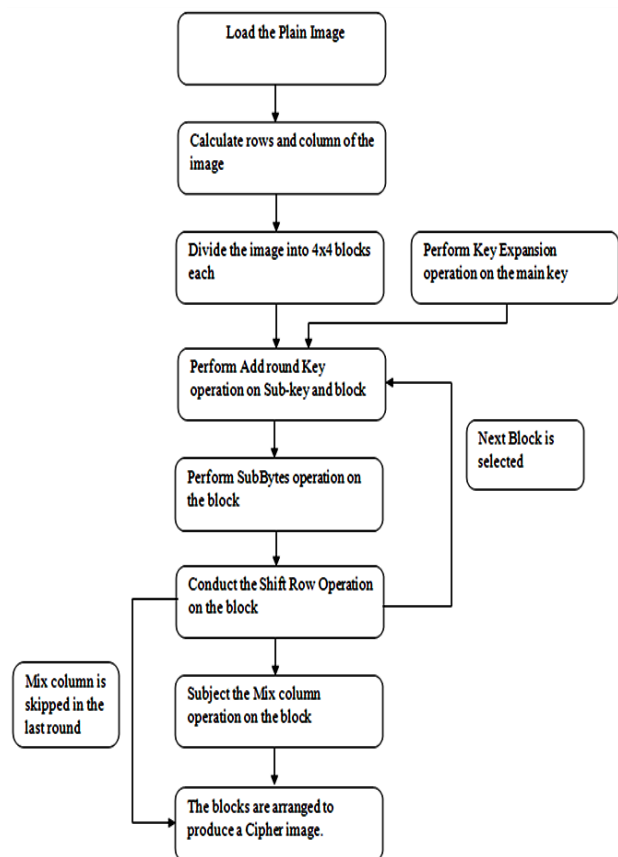 Load the Plain Image
Calculate rows and column of the
image
Divide the image into 4x4 blocks
each
Perform Key Expansion
operation on the main key
Perform Add round Key
operation on Sub-key and block
Next Block is
selected
Perform SubBytes operation on
the block
Conduct the Shift Row Operation
on the block
Mix column is
skipped in the
last round
Subject the Mix column
operation on the block
The blocks are arranged to
produce a Cipher image.